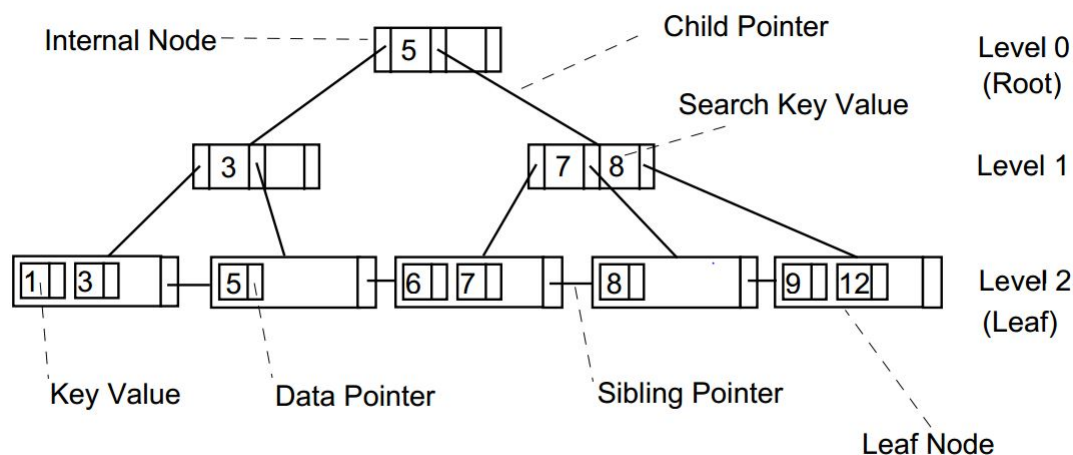 Internal Node
5
Child Pointer
Level 0
(Root)
Search Key Value
3
7 8
Level 1
1 3
5
6 7
8
9 12
Level 2
(Leaf)
Key Value
Data Pointer
Sibling Pointer
Leaf Node